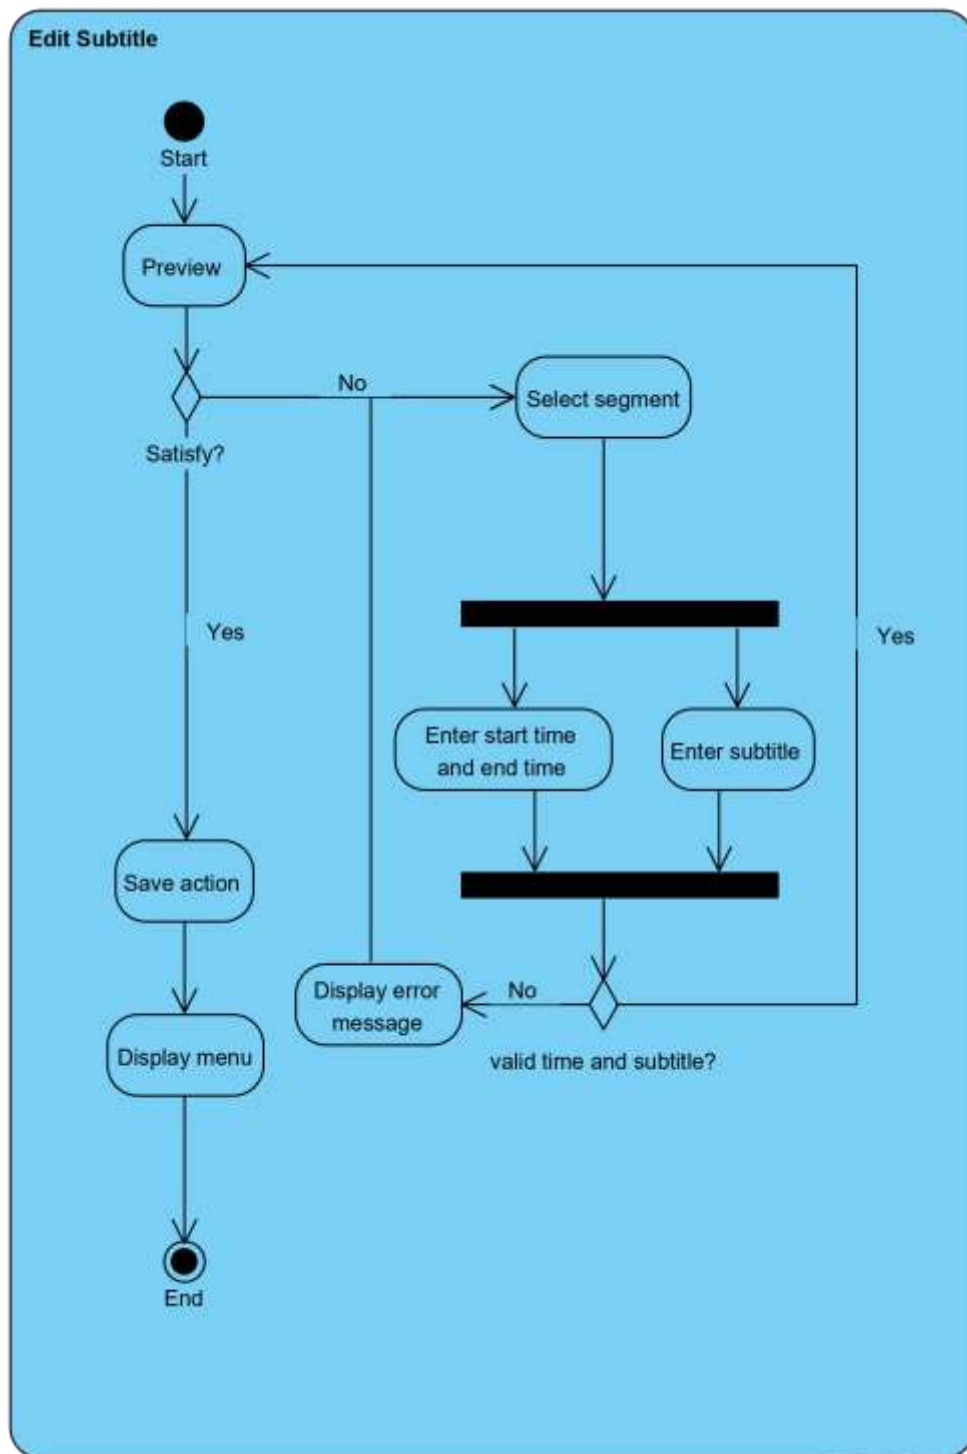 Edit Subtitle
Start
Preview
No
Select segment
Satisfy?
Yes
Yes
Enter start time
and end time
Enter subtitle
Save action
Display error
message
No
Display menu
valid time and subtitle?
End